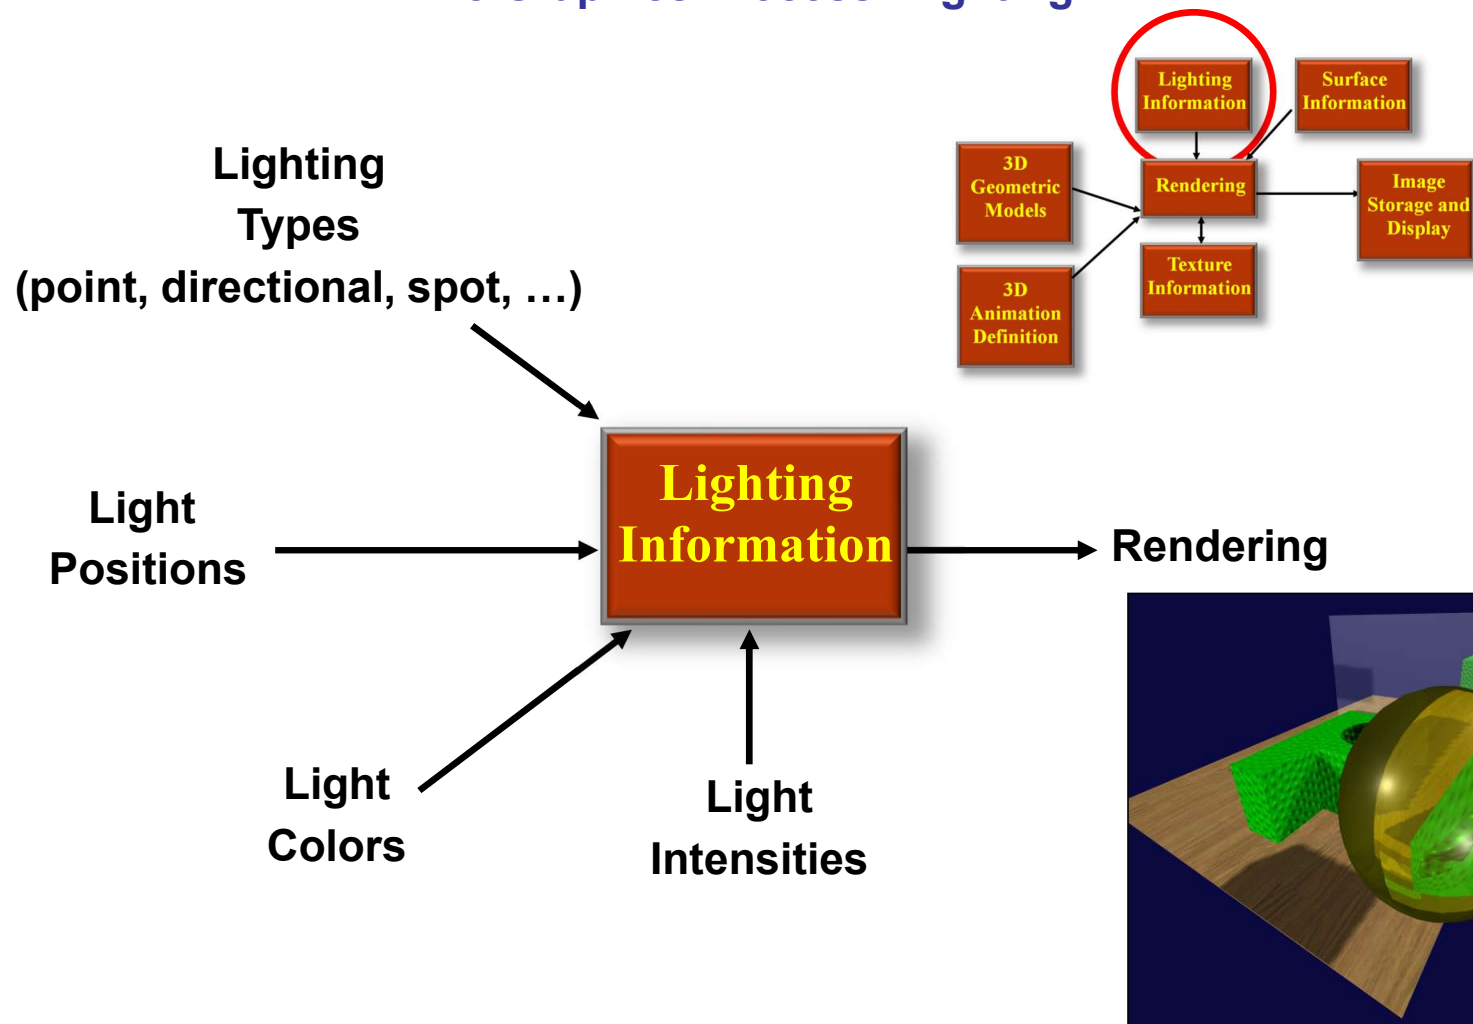 Lighting
Information
Surface
Information
3D
Geometric
Models
Rendering
Image
Storage and
Display
3D
Animation
Definition
Texture
Information
Lighting
Types
(point, directional, spot, …)
Light
Positions
Lighting
Information
Rendering
Light
Colors
Light
Intensities